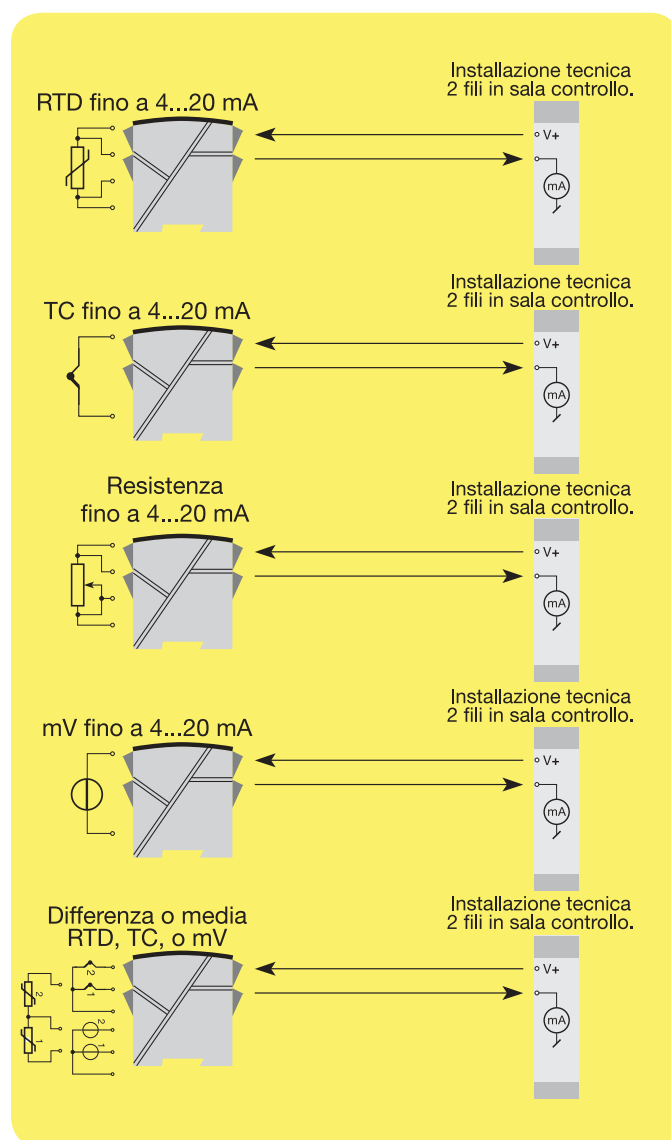 RTD fino a 4...20 mA
Installazione tecnica
2 fili in sala controllo.
V+
mA
TC fino a 4...20 mA
Installazione tecnica
2 fili in sala controllo.
V+
mA
Resistenza
fino a 4...20 mA
Installazione tecnica
2 fili in sala controllo.
V+
mA
mV fino a 4...20 mA
Installazione tecnica
2 fili in sala controllo.
V+
mA
Differenza o media
RTD, TC, o mV
Installazione tecnica
2 fili in sala controllo.
V+
mA
2
1
2
1
2
1